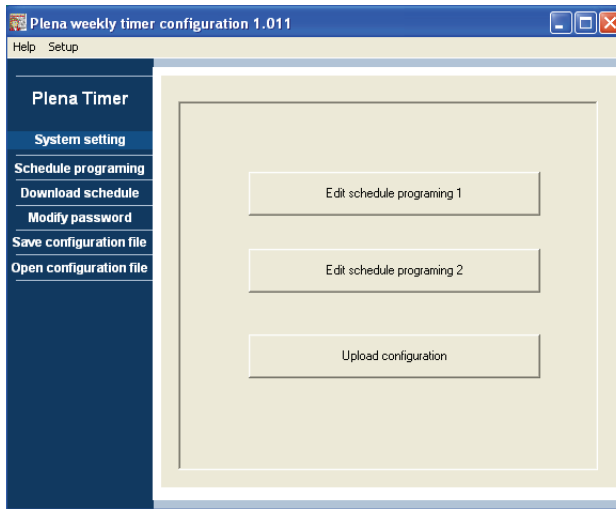 Plena weekly timer configuration 1.011
Help Setup
Plena Timer
System setting
Schedule programing
Download schedule
Modify password
Save configuration file
Open configuration file
Edit schedule programing 1
Edit schedule programing 2
Upload configuration